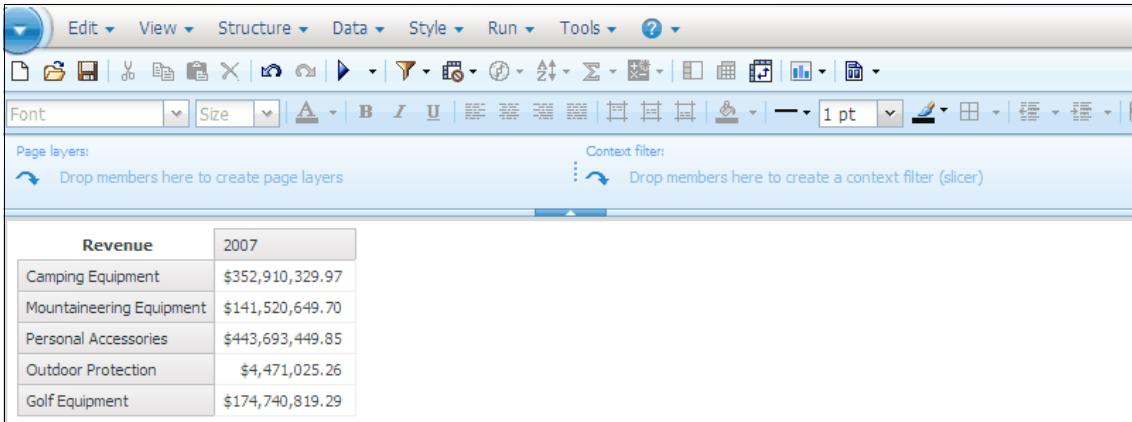 Edit View Structure Data Style Run Tools ?
Font Size A B I U 1 pt
Page layers: Context filter:
Drop members here to create page layers Drop members here to create a context filter (slicer)
Revenue 2007
Camping Equipment $352,910,329.97
Mountaineering Equipment $141,520,649.70
Personal Accessories $443,693,449.85
Outdoor Protection $4,471,025.26
Golf Equipment $174,740,819.29